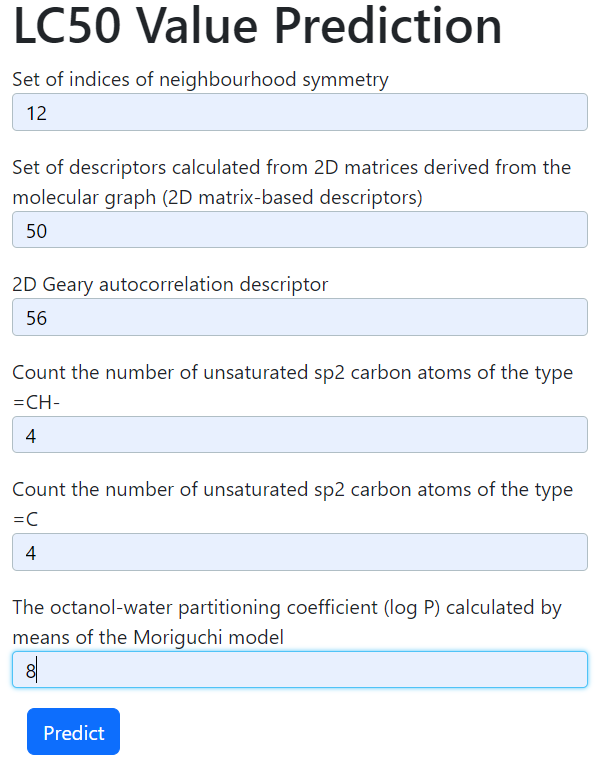 LC50 Value Prediction
Set of indices of neighbourhood symmetry
12
Set of descriptors calculated from 2D matrices derived from the
molecular graph (2D matrix-based descriptors)
50
2D Geary autocorrelation descriptor
56
Count the number of unsaturated sp2 carbon atoms of the type
=CH-
4
Count the number of unsaturated sp2 carbon atoms of the type
=C
4
The octanol-water partitioning coefficient (log P) calculated by
means of the Moriguchi model
8
Predict